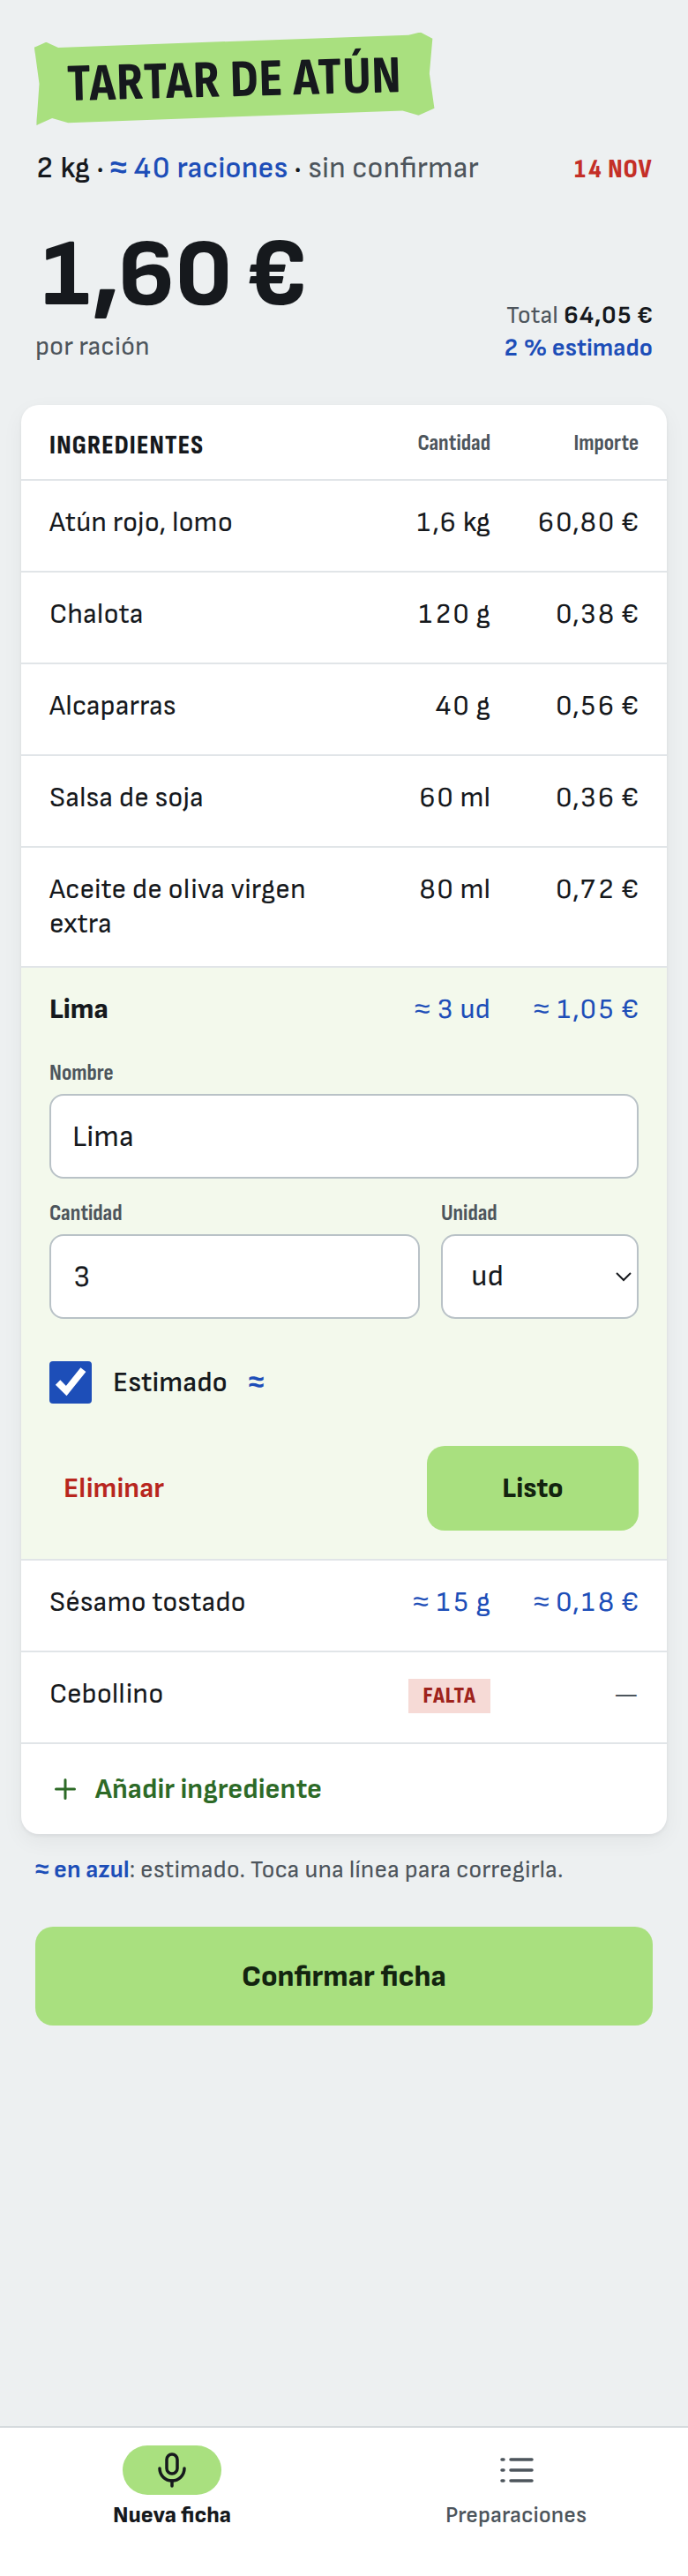 TARTAR DE ATÚN
2 kg · ≈ 40 raciones · sin confirmar 14 NOV
1,60 €
por ración
Total 64,05 €
2 % estimado
INGREDIENTES Cantidad Importe
Atún rojo, lomo 1,6 kg 60,80 €
Chalota 120 g 0,38 €
Alcaparras 40 g 0,56 €
Salsa de soja 60 ml 0,36 €
Aceite de oliva virgen 80 ml 0,72 €
extra
Lima ≈ 3 ud ≈ 1,05 €
Nombre
Lima
Cantidad Unidad
3 ud
Estimado ≈
Eliminar Listo
Sésamo tostado ≈ 15 g ≈ 0,18 €
Cebollino FALTA —
+ Añadir ingrediente
≈ en azul: estimado. Toca una línea para corregirla.
Confirmar ficha
Nueva ficha Preparaciones